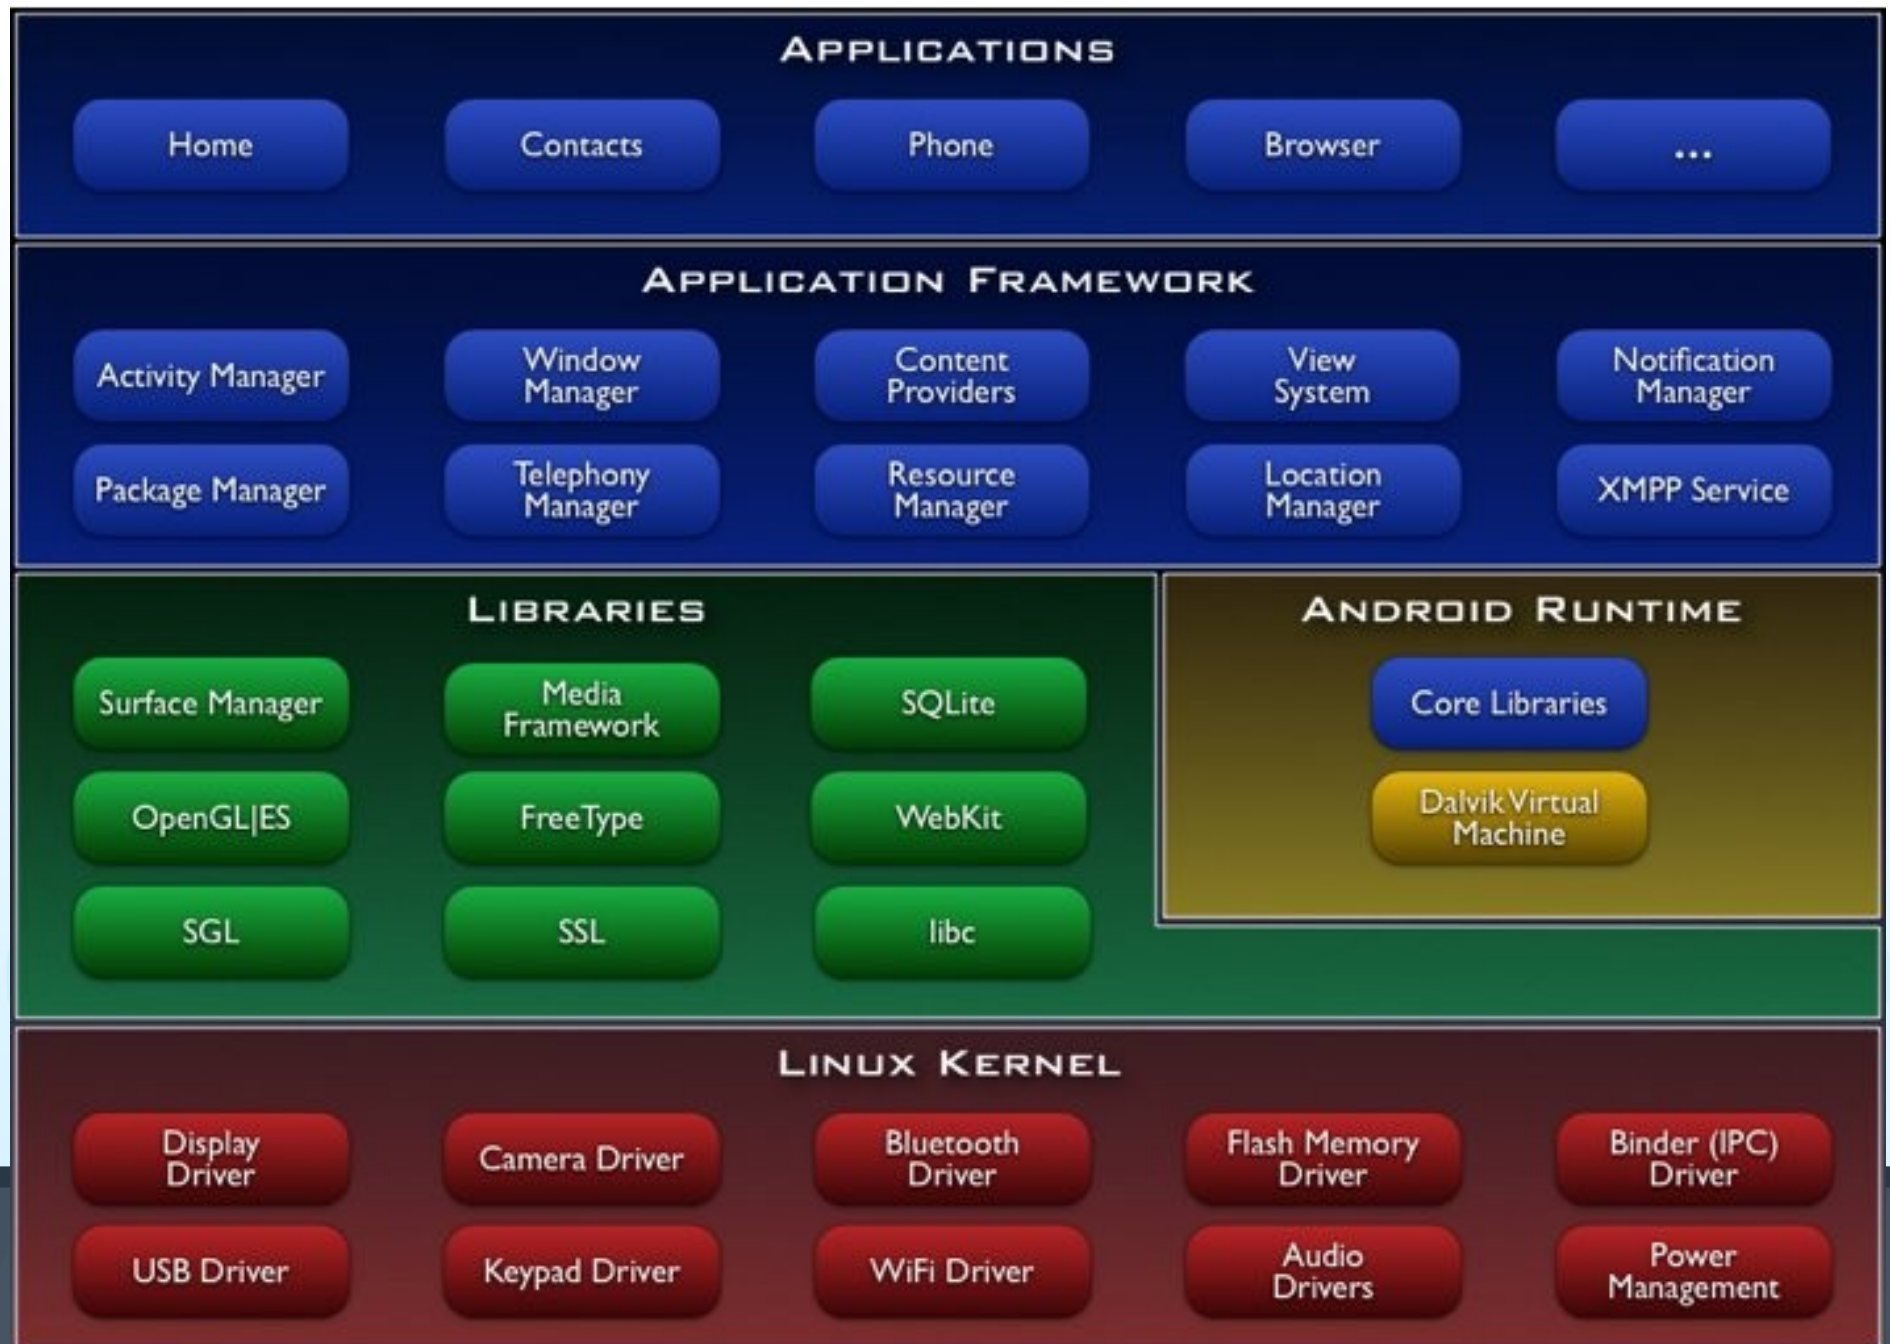 APPLICATIONS
Home
Contacts
Phone
Browser
...
APPLICATION FRAMEWORK
Activity Manager
Window
Manager
Content
Providers
View
System
Notification
Manager
Package Manager
Telephony
Manager
Resource
Manager
Location
Manager
XMPP Service
LIBRARIES
Surface Manager
Media
Framework
SQLite
OpenGL|ES
FreeType
WebKit
SGL
SSL
libc
ANDROID RUNTIME
Core Libraries
Dalvik Virtual
Machine
LINUX KERNEL
Display
Driver
Camera Driver
Bluetooth
Driver
Flash Memory
Driver
Binder (IPC)
Driver
USB Driver
Keypad Driver
WiFi Driver
Audio
Drivers
Power
Management